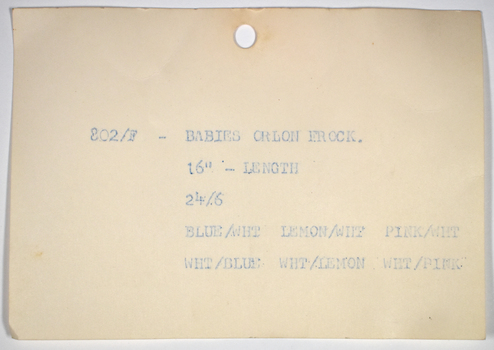 802/F - BABIES ORLON FROCK.
16" - LENGTH
24/6
BLUE/WHT LEMON/WHT PINK/WHT
WHT/BLUE WHT/LEMON WHT/PINK.